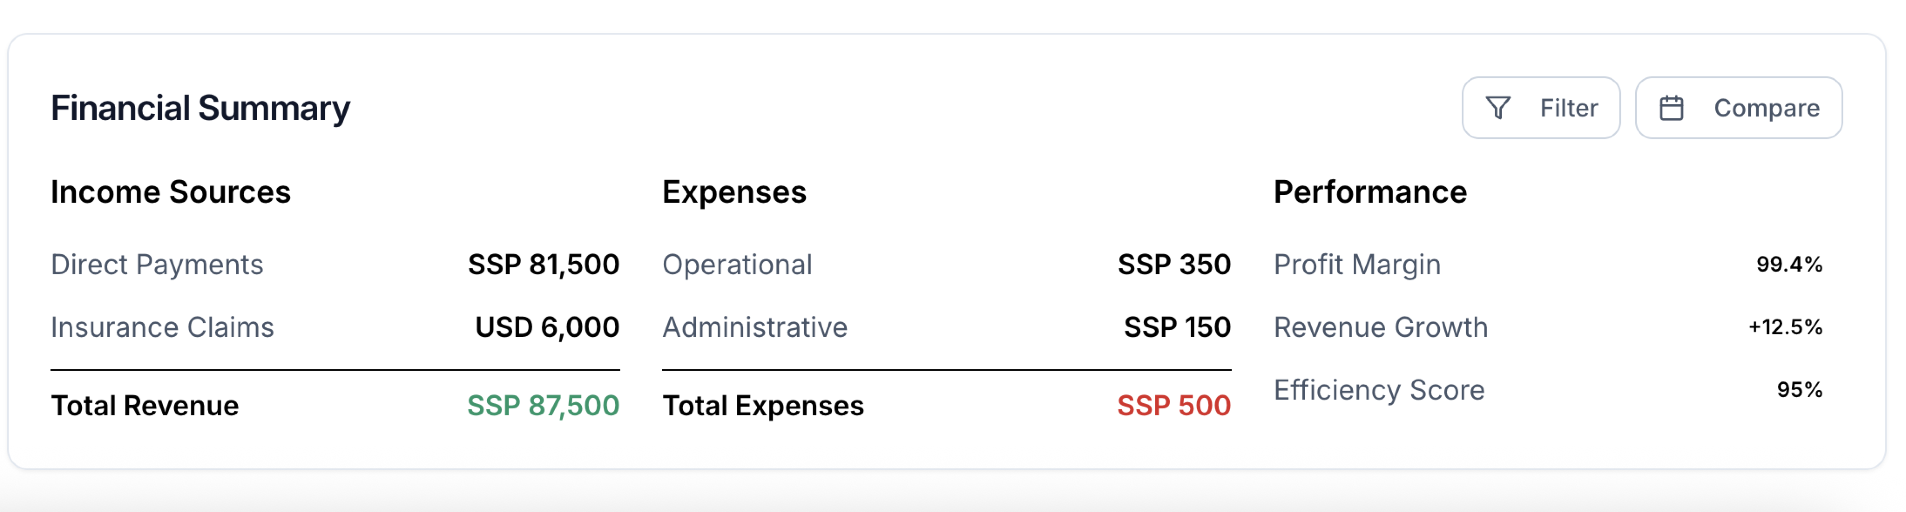 Financial Summary
Filter
Compare
Income Sources
Direct Payments SSP 81,500
Insurance Claims USD 6,000
Total Revenue SSP 87,500
Expenses
Operational SSP 350
Administrative SSP 150
Total Expenses SSP 500
Performance
Profit Margin 99.4%
Revenue Growth +12.5%
Efficiency Score 95%